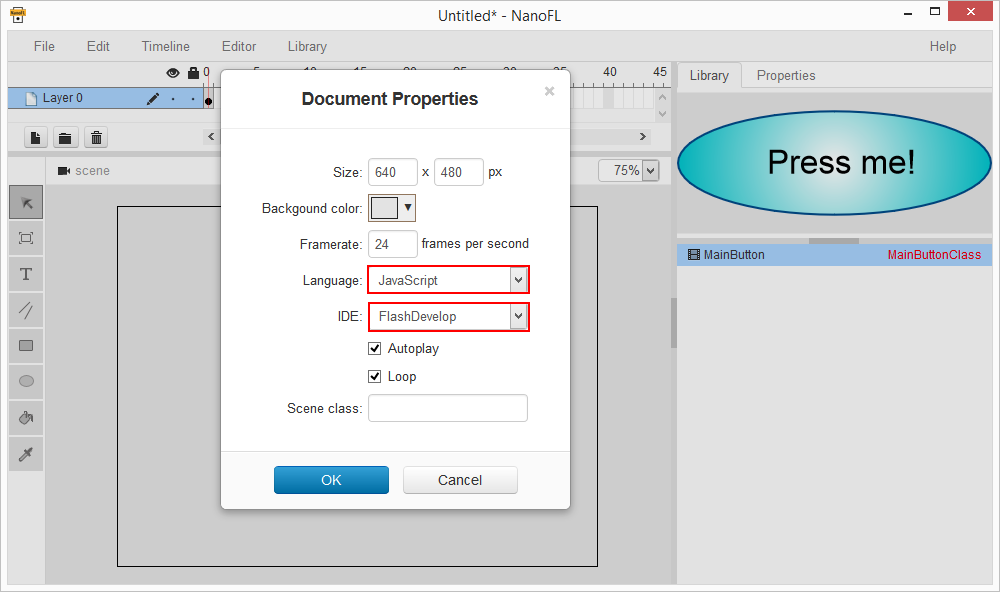 Untitled* - NanoFL
File Edit Timeline Editor Library Help
0 5 10 15 20 25 30 35 40 45
Layer 0
Library Properties
Press me!
scene
75%
MainButton MainButtonClass
T
Document Properties
Size: 640 x 480 px
Backgound color:
Framerate: 24 frames per second
Language: JavaScript
IDE: FlashDevelop
Autoplay
Loop
Scene class:
OK Cancel